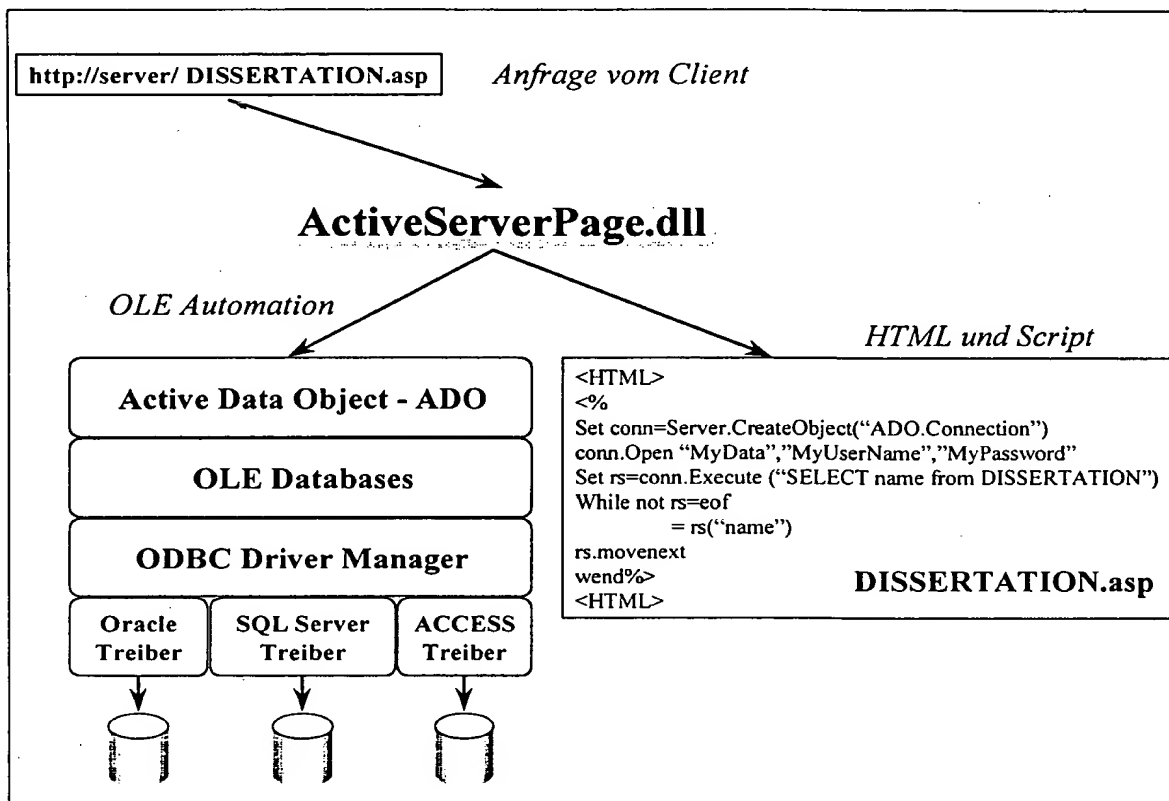 http://server/ DISSERTATION.asp
Anfrage vom Client
ActiveServerPage.dll
OLE Automation
HTML und Script
Active Data Object - ADO
OLE Databases
ODBC Driver Manager
Oracle
Treiber
SQL Server
Treiber
ACCESS
Treiber
<HTML>
<%
Set conn=Server.CreateObject(“ADO.Connection”)
conn.Open “MyData”,”MyUserName”,”MyPassword”
Set rs=conn.Execute (“SELECT name from DISSERTATION”)
While not rs=eof
= rs(“name”)
rs.movenext
wend%>
<HTML>
DISSERTATION.asp